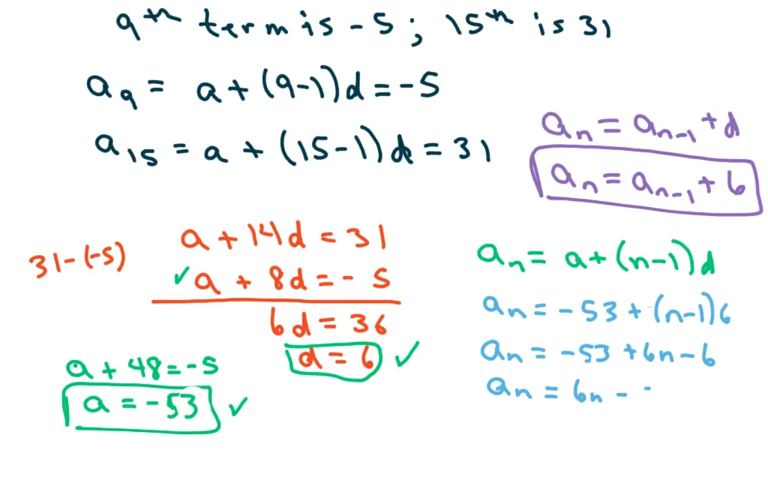 9th term is -5; 15th is 31
a₉ = a + (9-1)d = -5
a₁₅ = a + (15-1)d = 31
aₙ = aₙ₋₁ + d
aₙ = aₙ₋₁ + 6
31-(-5)
a + 14d = 31
✓a + 8d = -5
6d = 36
d = 6 ✓
a + 48 = -5
a = -53 ✓
aₙ = a + (n-1)d
aₙ = -53 + (n-1)6
aₙ = -53 + 6n - 6
aₙ = 6n -